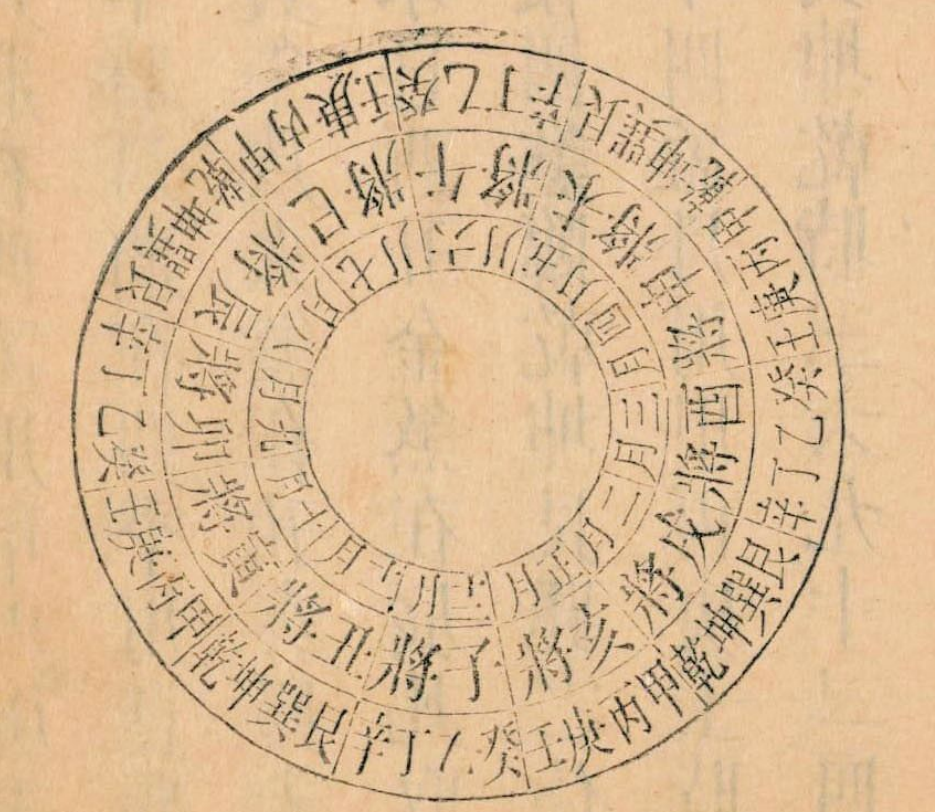 正月
二月
三月
四月
五月
六月
七月
八月
九月
十月
十一月
十二月
亥將
戌將
酉將
申將
未將
午將
巳將
辰將
卯將
寅將
丑將
子將
甲丙庚壬
艮巽坤乾
癸乙丁辛
甲丙庚壬
艮巽坤乾
癸乙丁辛
甲丙庚壬
艮巽坤乾
癸乙丁辛
甲丙庚壬
艮巽坤乾
癸乙丁辛